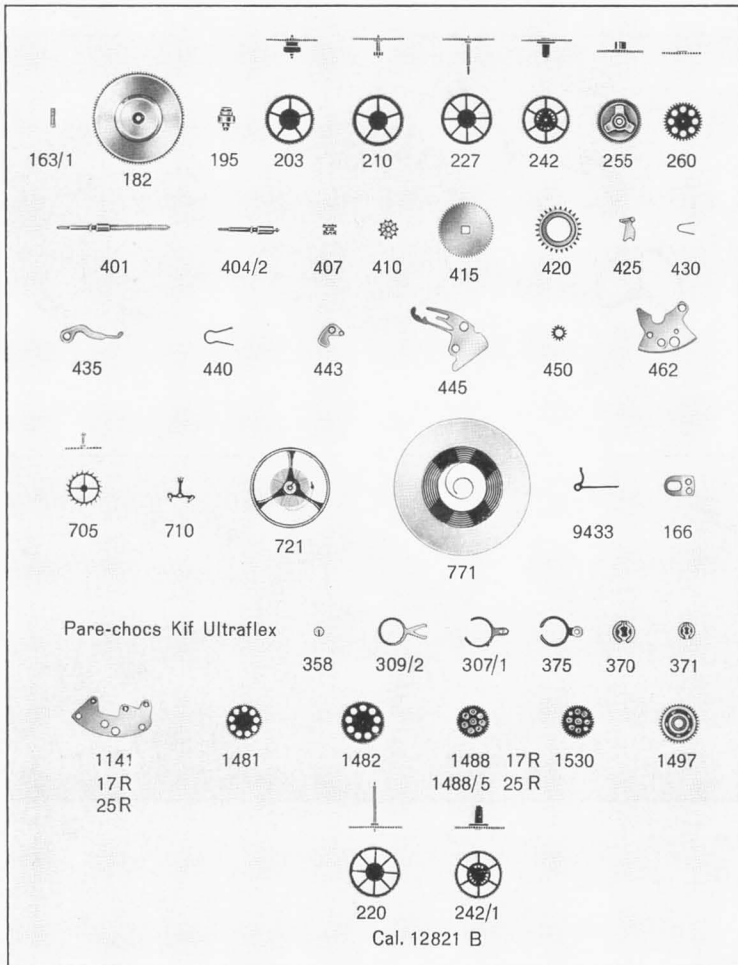 163/1 182 195 203 210 227 242 255 260
401 404/2 407 410 415 420 425 430
435 440 443 445 450 462
705 710 721 771 9433 166
Pare-chocs Kif Ultraflex 358 309/2 307/1 375 370 371
1141 1481 1482 1488 17R 1530 1497
17R 1488/5 25R
25R
220 242/1
Cal. 12821 B